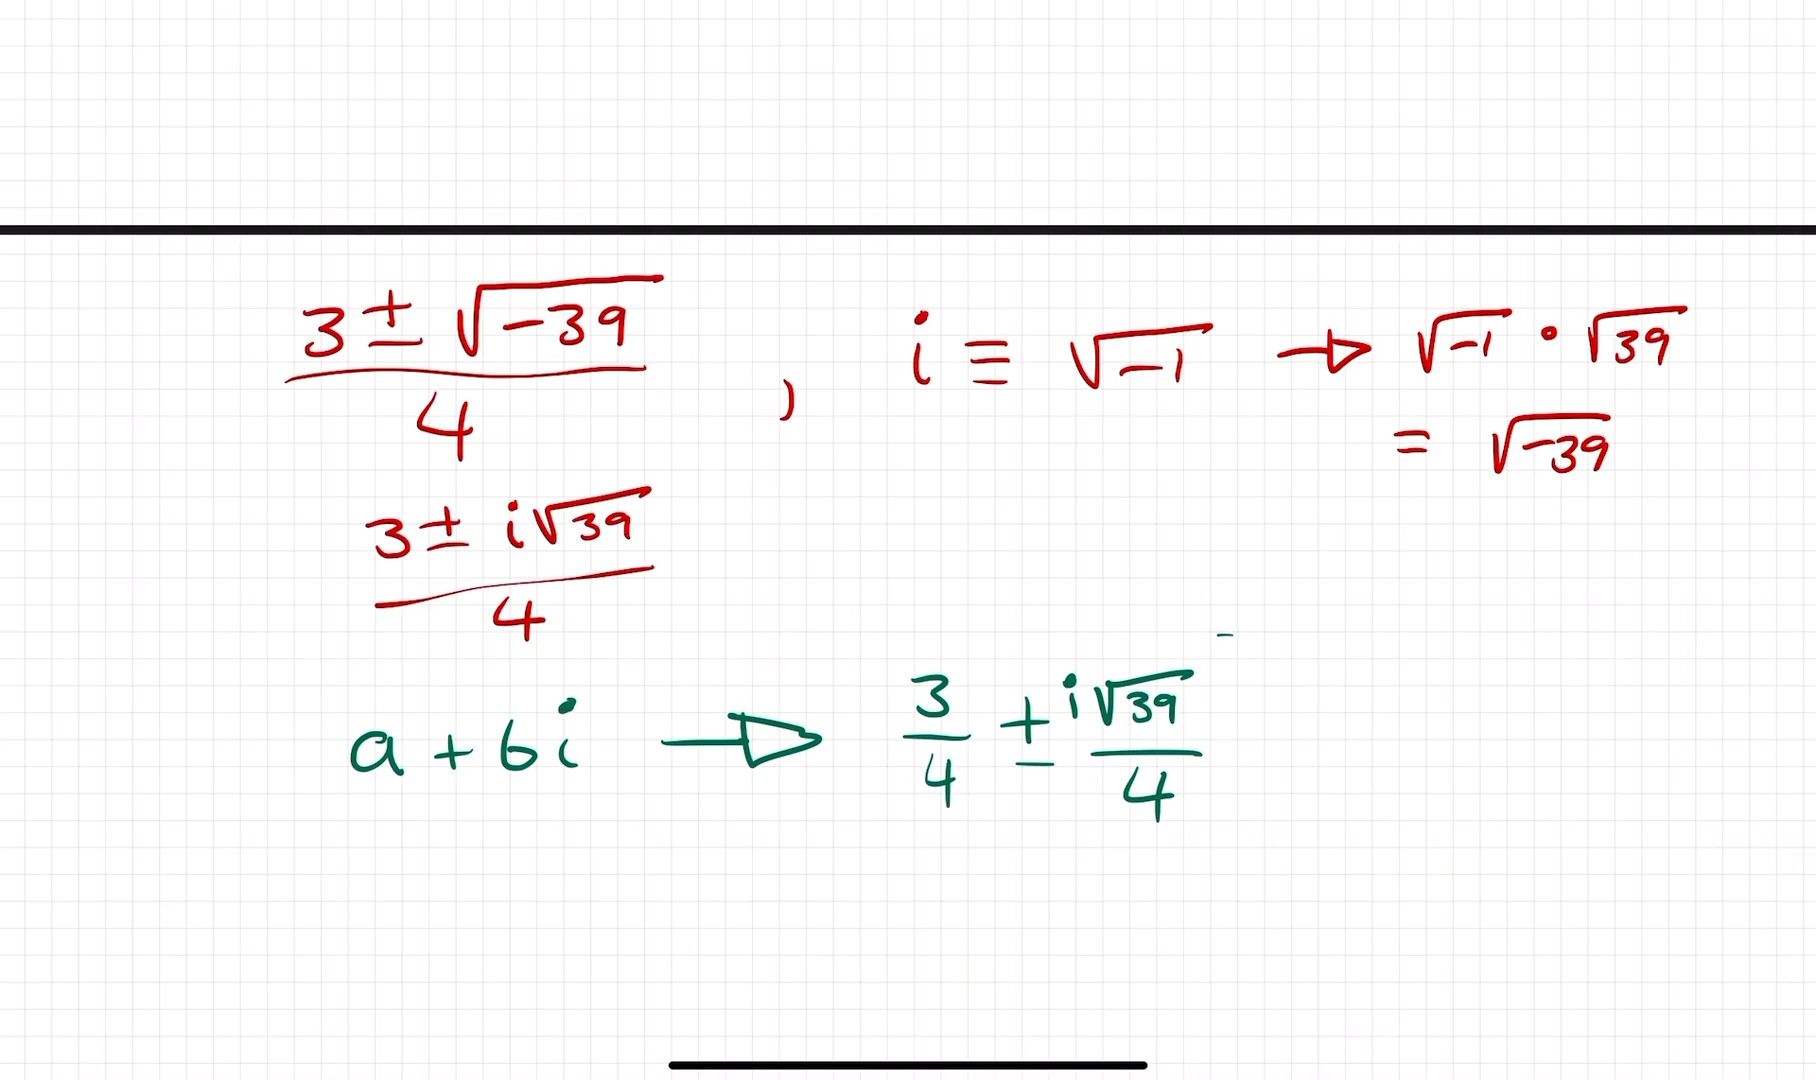 (3 ± √-39)/4 , i ≡ √-1 → √-1 • √39
= √-39
(3 ± i√39)/4
a + bi → 3/4 ± i√39/4